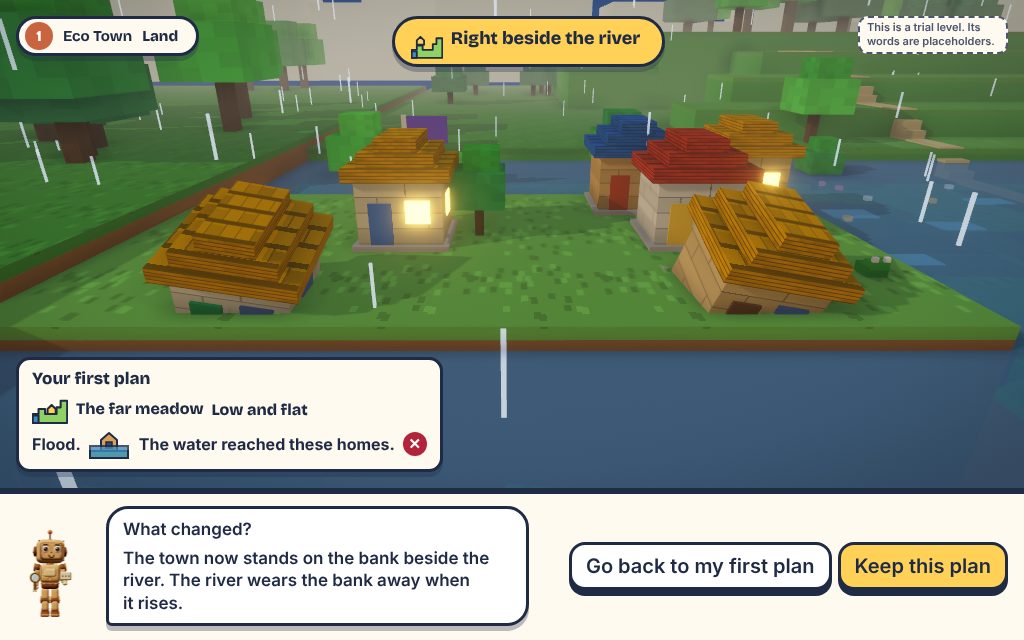 1 Eco Town Land
Right beside the river
This is a trial level. Its
words are placeholders.
Your first plan
The far meadow Low and flat
Flood. The water reached these homes.
What changed?
The town now stands on the bank beside the
river. The river wears the bank away when
it rises.
Go back to my first plan
Keep this plan